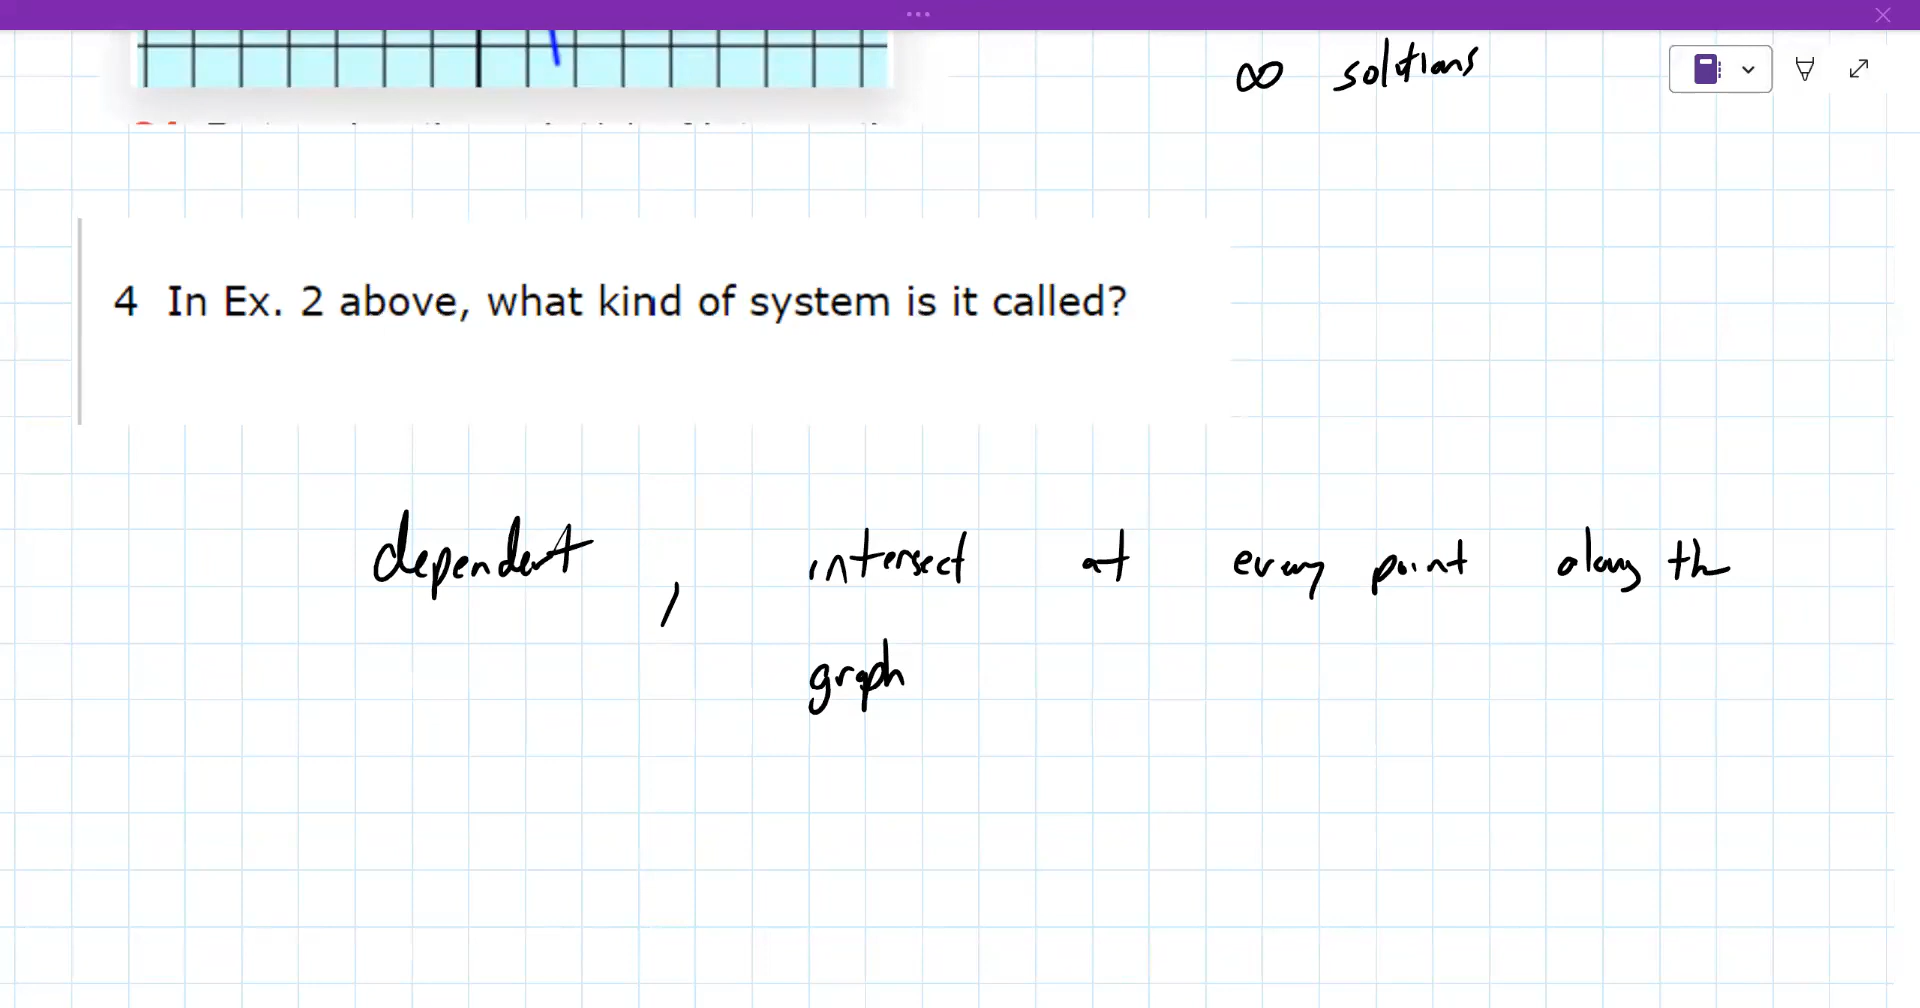 ∞ solutions
4 In Ex. 2 above, what kind of system is it called?
dependent, intersect at every point along the
graph